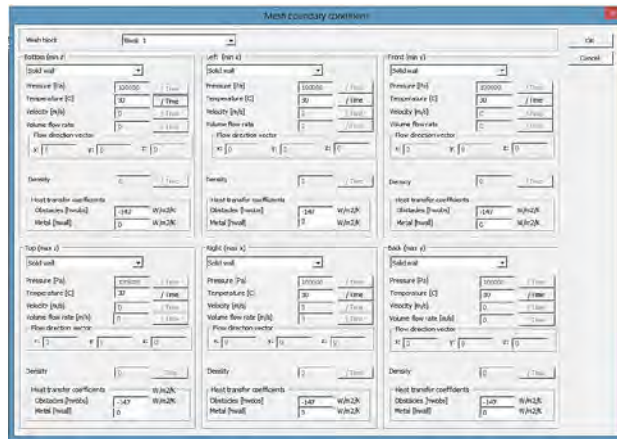 Mesh boundary conditions
Mesh block
Block 1
OK
Cancel
Bottom (min z)
Solid wall
Pressure [Pa] 100000 / Time
Temperature [C] 30 / Time
Velocity [m/s] 0 / Time
Volume flow rate 0 / Time
Flow direction vector
x: y: z: 0
Density 0 / Time
Heat transfer coefficients
Obstacles [hwobs] -147 W/m2/K
Metal [hwall] 0 W/m2/K
Left (min x)
Solid wall
Pressure [Pa] 100000 / Time
Temperature [C] 30 / Time
Velocity [m/s] / Time
Volume flow rate / Time
Flow direction vector
x: 0 y: z: 0
Density / Time
Heat transfer coefficients
Obstacles [hwobs] -147 W/m2/K
Metal [hwall] 0 W/m2/K
Front (min y)
Solid wall
Pressure [Pa] 100000 / Time
Temperature [C] 30 / Time
Velocity [m/s] 0 / Time
Volume flow rate 0 / Time
Flow direction vector
x: y: 0 z: 0
Density 0 / Time
Heat transfer coefficients
Obstacles [hwobs] -147 W/m2/K
Metal [hwall] 0 W/m2/K
Top (max z)
Solid wall
Pressure [Pa] 100000 / Time
Temperature [C] 30 / Time
Velocity [m/s] 0 / Time
Volume flow rate [m/s] 0 / Time
Flow direction vector
x: y: z: 0
Density 0 Time
Heat transfer coefficients W/m2/K
Obstacles [hwobs] -147 W/m2/K
Metal [hwall] 0
Right (max x)
Solid wall
Pressure [Pa] 100000 / Time
Temperature [C] 30 / Time
Velocity [m/s] 0 / Time
Volume flow rate 0 / Time
Flow direction vector
x: 0 y: 0 z: 0
Density / Time
Heat transfer coefficients
Obstacles [hwobs] -147 W/m2/K
Metal [hwall] 0 W/m2/K
Back (max y)
Solid wall
Pressure [Pa] 100000 / Time
Temperature [C] 30 / Time
Velocity [m/s] 0 / Time
Volume flow rate [m/s] 0 / Time
Flow direction vector
x: y: 0 z: 0
Density 0 / Time
Heat transfer coefficients
Obstacles [hwobs] -147 W/m2/K
Metal [hwall] 0 W/m2/K